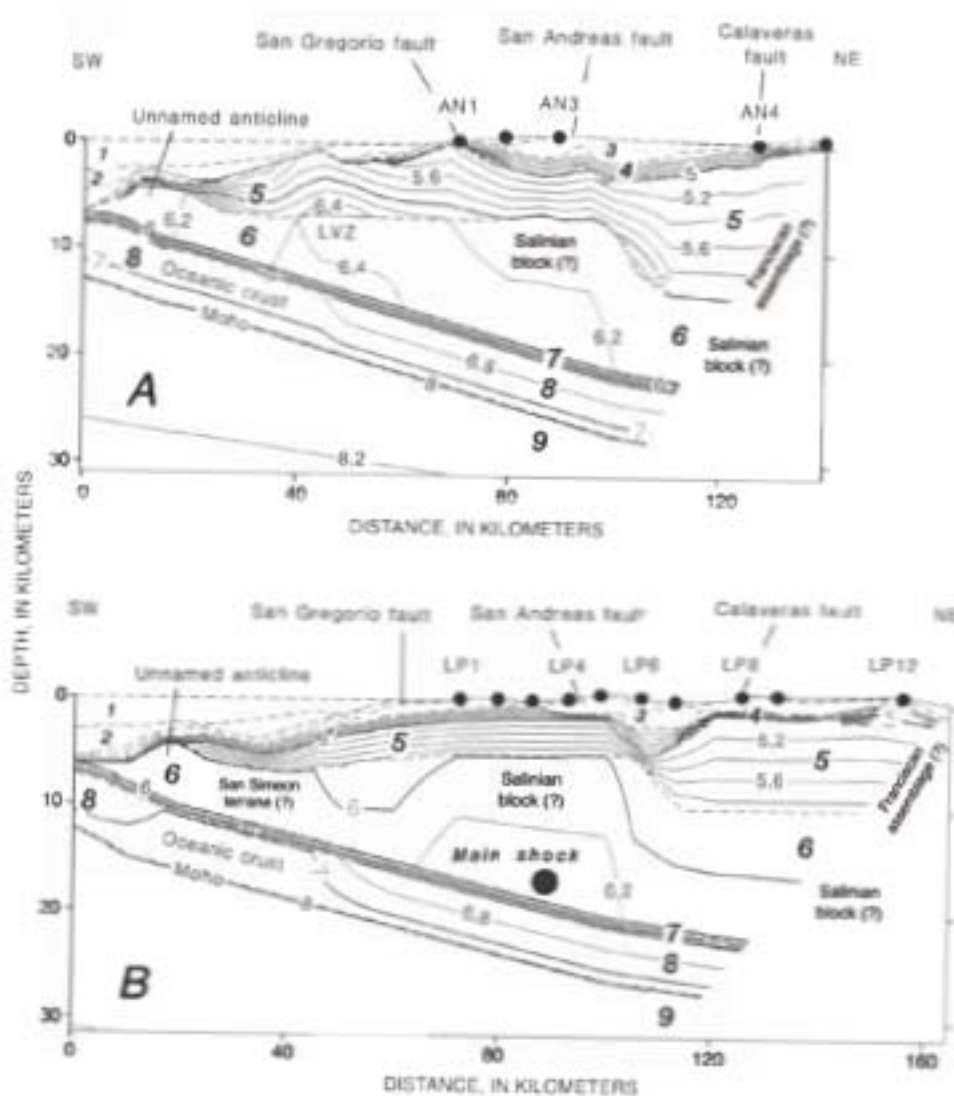 San Gregorio fault
San Andreas fault
Calaveras
fault
SW
NE
AN1
AN3
AN4
Unnamed anticline
0
1
2
3
4
5
5.6
5
5.2
5
5.6
6.2
6
6.4
LVZ
6.4
Salinian
block (?)
Franciscan
assemblage (?)
10
7
8
Oceanic crust
Moho
6.2
6
Salinian
block (?)
20
A
7
6.8
8
8
7
9
30
8.2
0
40
80
120
DISTANCE, IN KILOMETERS
DEPTH, IN KILOMETERS
SW
San Gregorio fault
San Andreas fault
Calaveras fault
LP1
LP4
LP6
LP8
LP12
Unnamed anticline
0
1
2
3
4
5
5.2
5
5.6
6
San Simeon
terrane (?)
6
Salinian
block (?)
Franciscan
assemblage (?)
10
8
6
Oceanic crust
Moho
Main shock
6.2
6
Salinian
block (?)
20
6.8
7
8
B
9
30
0
40
80
120
160
DISTANCE, IN KILOMETERS